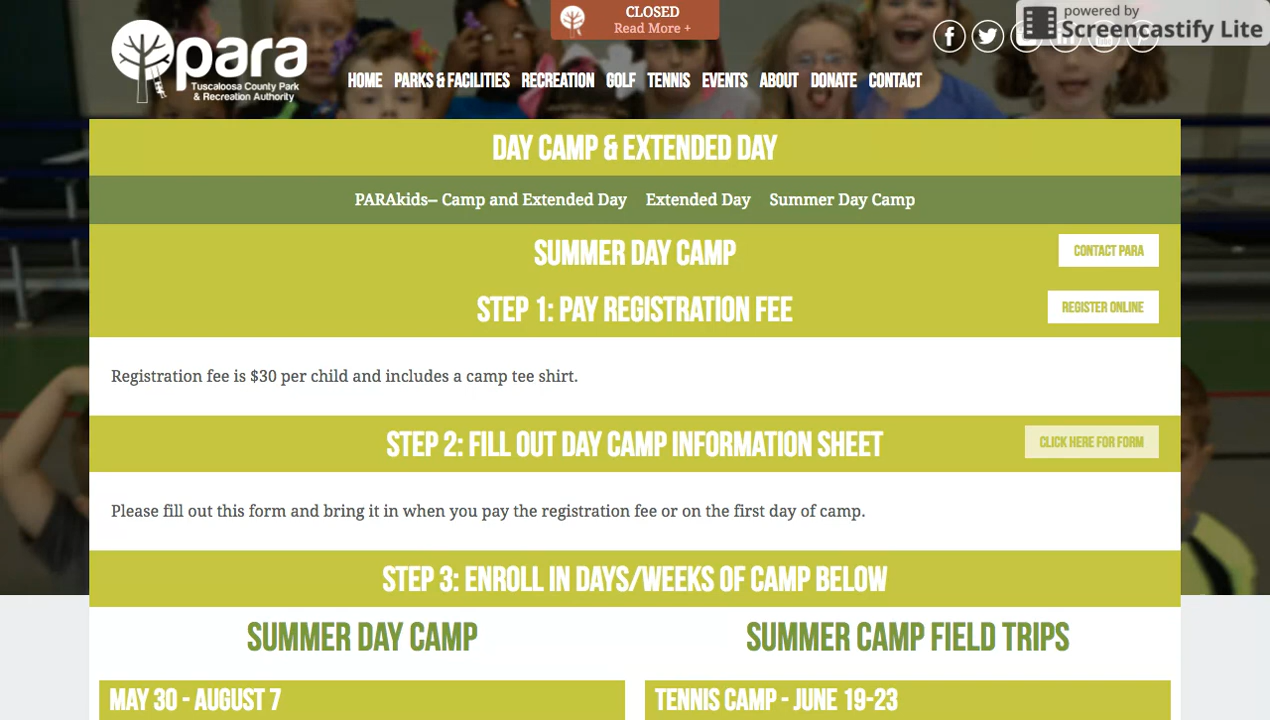 CLOSED
Read More +
powered by
Screencastify Lite
para
Tuscaloosa County Park
& Recreation Authority
HOME PARKS & FACILITIES RECREATION GOLF TENNIS EVENTS ABOUT DONATE CONTACT
DAY CAMP & EXTENDED DAY
PARAkids– Camp and Extended Day Extended Day Summer Day Camp
SUMMER DAY CAMP
CONTACT PARA
STEP 1: PAY REGISTRATION FEE
REGISTER ONLINE
Registration fee is $30 per child and includes a camp tee shirt.
STEP 2: FILL OUT DAY CAMP INFORMATION SHEET
CLICK HERE FOR FORM
Please fill out this form and bring it in when you pay the registration fee or on the first day of camp.
STEP 3: ENROLL IN DAYS/WEEKS OF CAMP BELOW
SUMMER DAY CAMP
SUMMER CAMP FIELD TRIPS
MAY 30 - AUGUST 7
TENNIS CAMP - JUNE 19-23